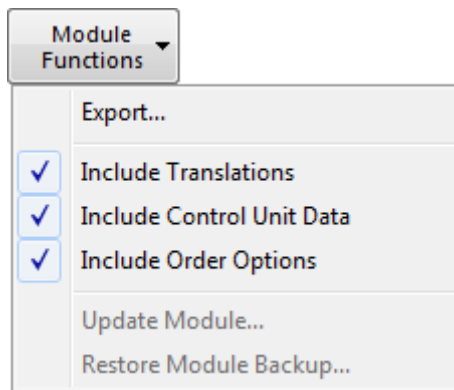 Module
Functions
Export...
Include Translations
Include Control Unit Data
Include Order Options
Update Module...
Restore Module Backup...